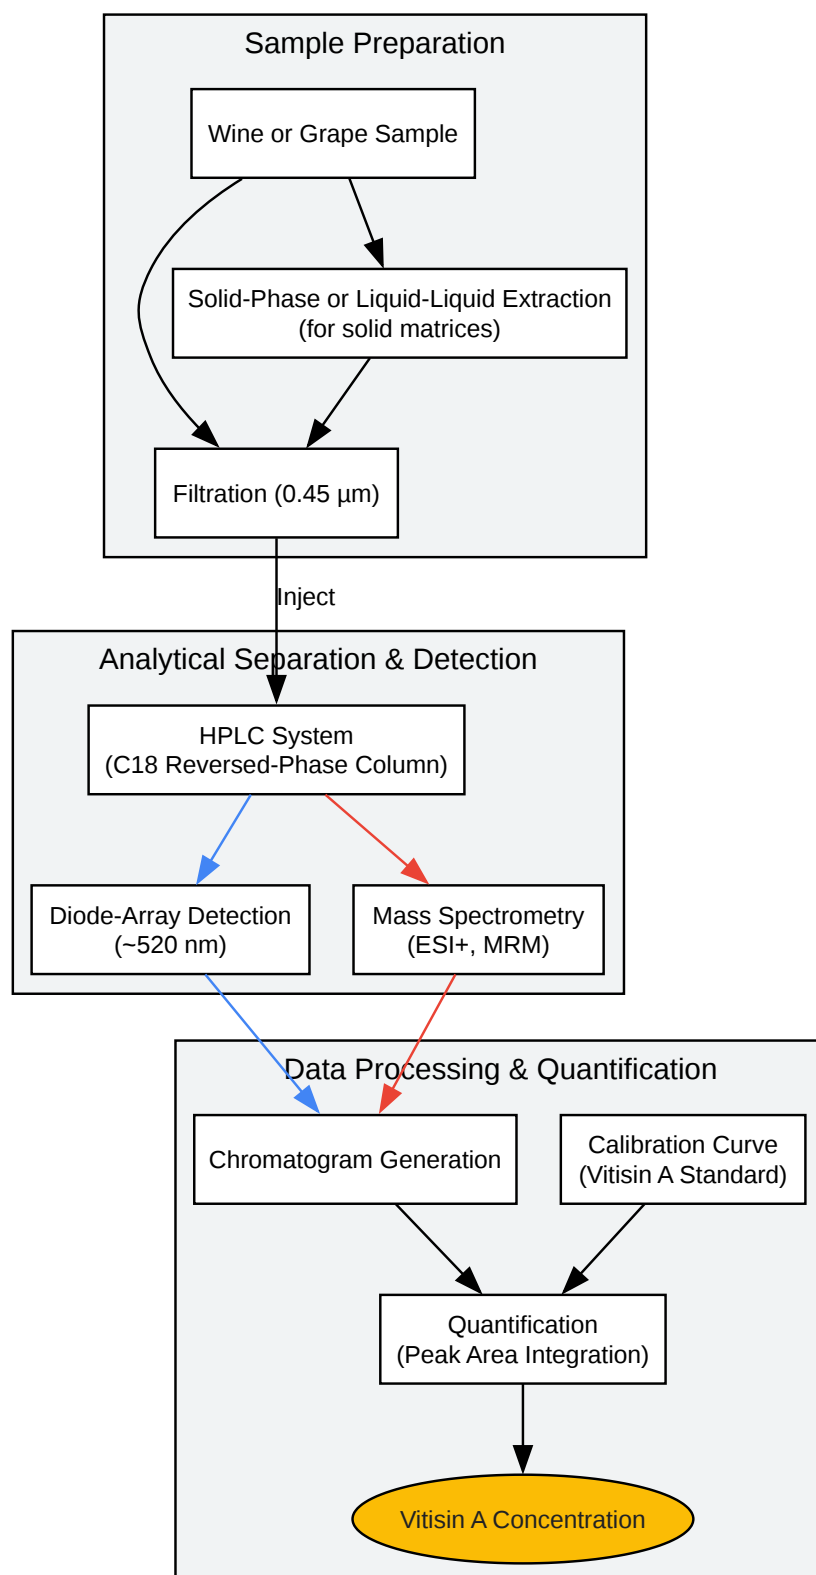 Sample Preparation
Wine or Grape Sample
Solid-Phase or Liquid-Liquid Extraction
(for solid matrices)
Filtration (0.45 µm)
Inject
Analytical Separation & Detection
HPLC System
(C18 Reversed-Phase Column)
Diode-Array Detection
(~520 nm)
Mass Spectrometry
(ESI+, MRM)
Data Processing & Quantification
Chromatogram Generation
Calibration Curve
(Vitisin A Standard)
Quantification
(Peak Area Integration)
Vitisin A Concentration